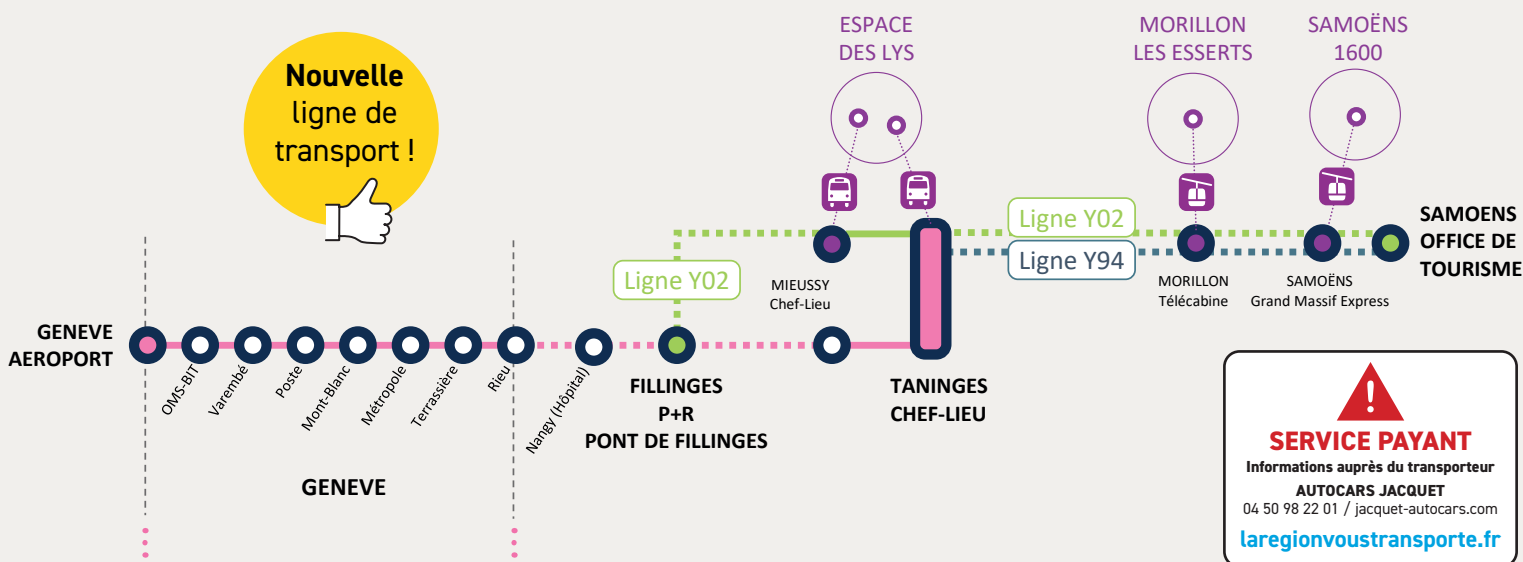 Nouvelle
ligne de
transport !
ESPACE
DES LYS
MORILLON
LES ESSERTS
SAMOËNS
1600
Ligne Y02
Ligne Y94
SAMOENS
OFFICE DE
TOURISME
Ligne Y02
MIEUSSY
Chef-Lieu
MORILLON
Télécabine
SAMOËNS
Grand Massif Express
GENEVE
AEROPORT
OMS-BIT
Varembé
Poste
Mont-Blanc
Métropole
Terrassière
Rieu
Nangy (Hôpital)
FILLINGES
P+R
PONT DE FILLINGES
TANINGES
CHEF-LIEU
GENEVE
SERVICE PAYANT
Informations auprès du transporteur
AUTOCARS JACQUET
04 50 98 22 01 / jacquet-autocars.com
laregionvoustransporte.fr